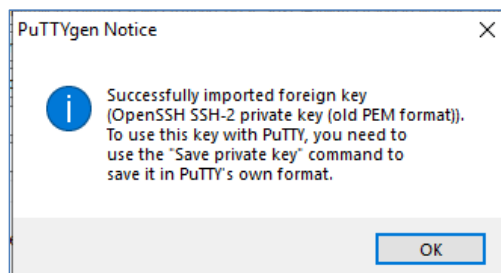 PuTTYgen Notice
Successfully imported foreign key
(OpenSSH SSH-2 private key (old PEM format)).
To use this key with PuTTY, you need to
use the "Save private key" command to
save it in PuTTY's own format.
OK